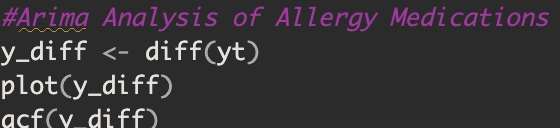 #Arima Analysis of Allergy Medications
y_diff <- diff(yt)
plot(y_diff)
acf(y_diff)